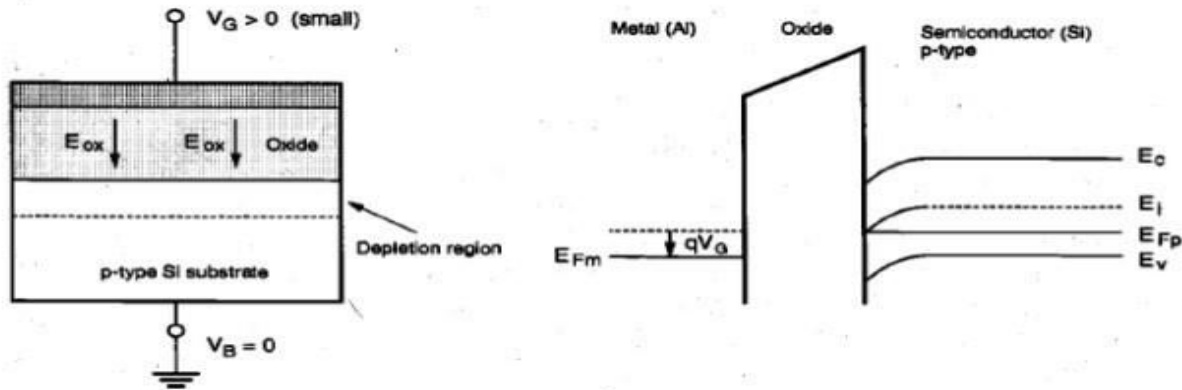 V_G > 0 (small)
E_ox E_ox Oxide
Depletion region
p-type Si substrate
V_B = 0
Metal (Al) Oxide Semiconductor (Si)
p-type
E_c
E_i
qV_G E_Fp
E_Fm E_v